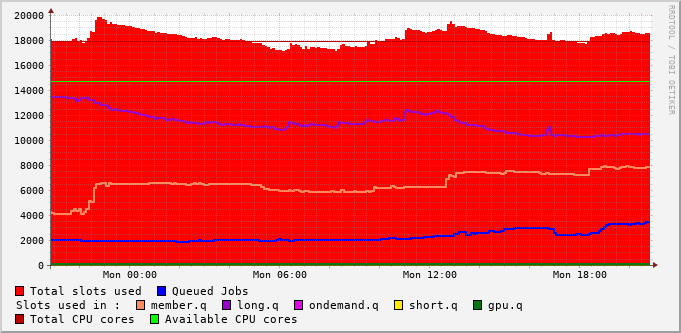 20000
18000
16000
14000
12000
10000
8000
6000
4000
2000
0
Mon 00:00 Mon 06:00 Mon 12:00 Mon 18:00
RRDTOOL / TOBI OETIKER
Total slots used Queued Jobs
Slots used in : member.q long.q ondemand.q short.q gpu.q
Total CPU cores Available CPU cores